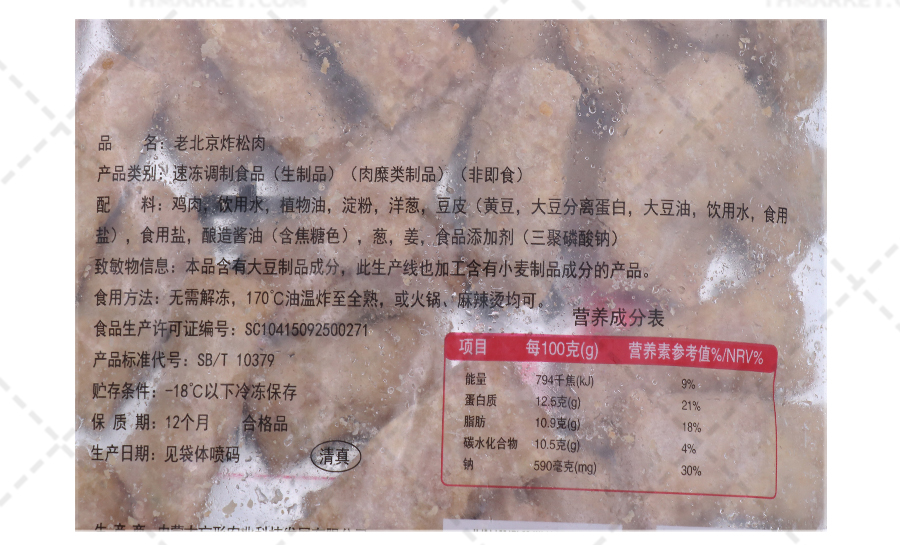 品 名：老北京炸松肉
产品类别：速冻调制食品（生制品）（肉糜类制品）（非即食）
配 料：鸡肉，饮用水，植物油，淀粉，洋葱，豆皮（黄豆，大豆分离蛋白，大豆油，饮用水，食用
盐），食用盐，酿造酱油（含焦糖色），葱，姜，食品添加剂（三聚磷酸钠）
致敏物信息：本品含有大豆制品成分，此生产线也加工含有小麦制品成分的产品。
食用方法：无需解冻，170℃油温炸至全熟，或火锅、麻辣烫均可。
食品生产许可证编号：SC10415092500271
产品标准代号：SB/T 10379
贮存条件：-18℃以下冷冻保存
保 质 期：12个月 合格品
生产日期：见袋体喷码
清真
营养成分表
项目 每100克(g) 营养素参考值%/NRV%
能量 794千焦(kJ) 9%
蛋白质 12.6克(g) 21%
脂肪 10.9克(g) 18%
碳水化合物 10.5克(g) 4%
钠 590毫克(mg) 30%